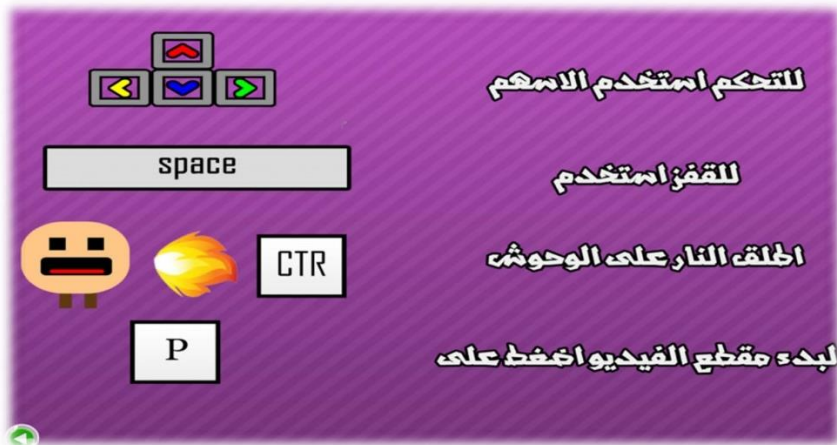 للتحكم استخدم الاسهم
space
للقفز استخدم
اطلق النار على الوحوش
CTR
لبدء مقطع الفيديو اضغط على
P